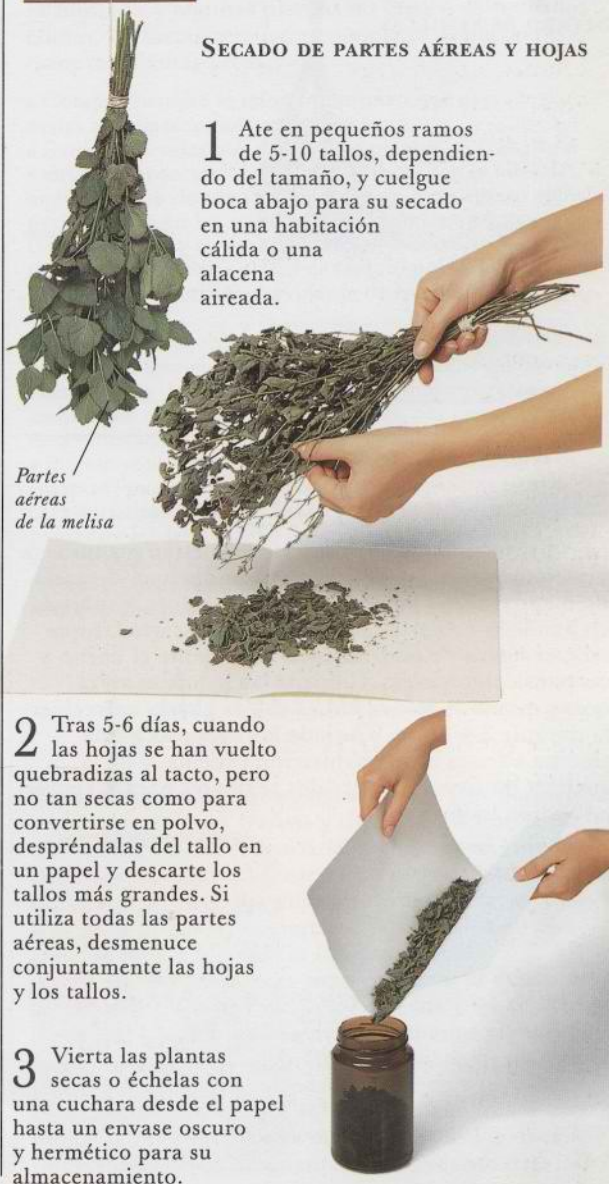 SECADO DE PARTES AÉREAS Y HOJAS
1 Ate en pequeños ramos
de 5-10 tallos, dependien-
do del tamaño, y cuelgue
boca abajo para su secado
en una habitación
cálida o una
alacena
aireada.
Partes
aéreas
de la melisa
2 Tras 5-6 días, cuando
las hojas se han vuelto
quebradizas al tacto, pero
no tan secas como para
convertirse en polvo,
despréndalas del tallo en
un papel y descarte los
tallos más grandes. Si
utiliza todas las partes
aéreas, desmenuce
conjuntamente las hojas
y los tallos.
3 Vierta las plantas
secas o échelas con
una cuchara desde el papel
hasta un envase oscuro
y hermético para su
almacenamiento.